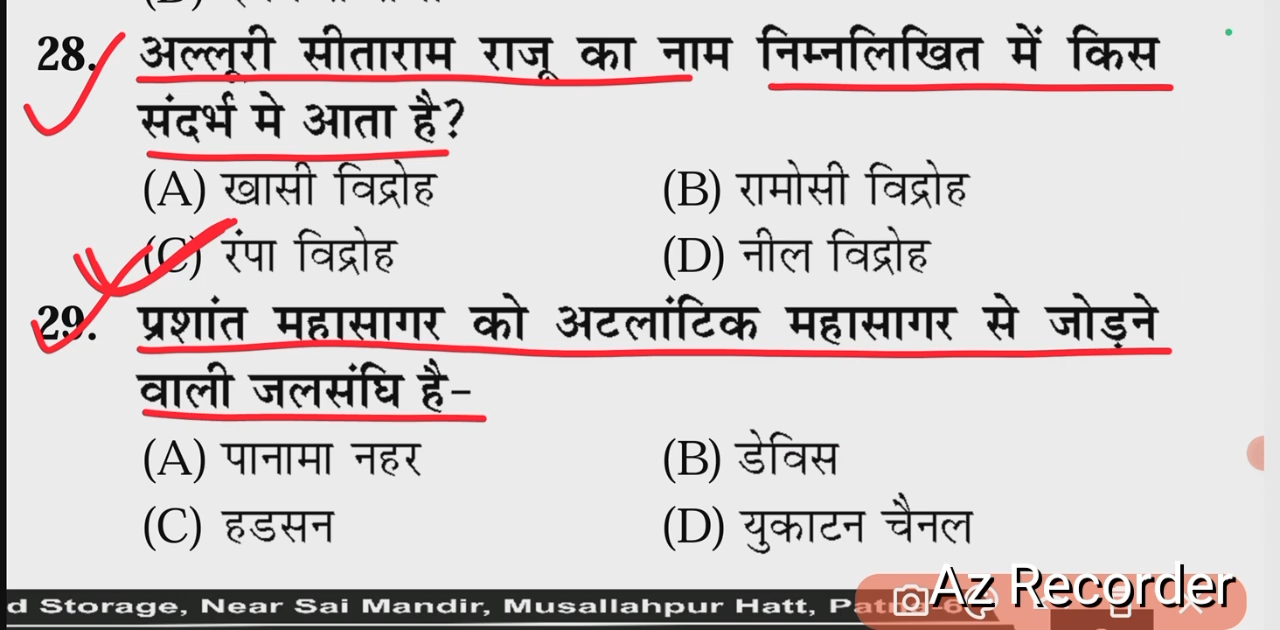 28. अल्लूरी सीताराम राजू का नाम निम्नलिखित में किस
संदर्भ मे आता है?
(A) खासी विद्रोह (B) रामोसी विद्रोह
(C) रंपा विद्रोह (D) नील विद्रोह
29. प्रशांत महासागर को अटलांटिक महासागर से जोड़ने
वाली जलसंघि है-
(A) पानामा नहर (B) डेविस
(C) हडसन (D) युकाटन चैनल
d Storage, Near Sai Mandir, Musallahpur Hatt,
Az Recorder